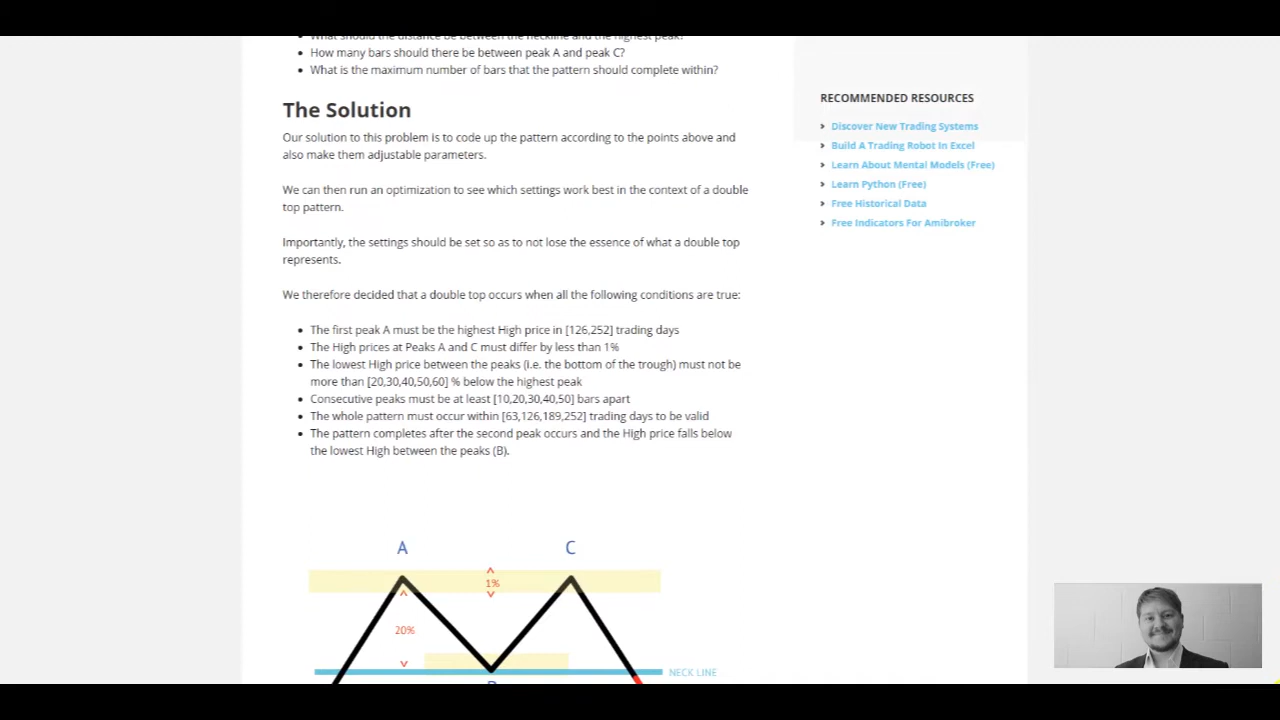 What should the distance be between the neckline and the highest peak?
How many bars should there be between peak A and peak C?
What is the maximum number of bars that the pattern should complete within?
The Solution
Our solution to this problem is to code up the pattern according to the points above and
also make them adjustable parameters.
We can then run an optimization to see which settings work best in the context of a double
top pattern.
Importantly, the settings should be set so as to not lose the essence of what a double top
represents.
We therefore decided that a double top occurs when all the following conditions are true:
The first peak A must be the highest High price in [126,252] trading days
The High prices at Peaks A and C must differ by less than 1%
The lowest High price between the peaks (i.e. the bottom of the trough) must not be
more than [20,30,40,50,60] % below the highest peak
Consecutive peaks must be at least [10,20,30,40,50] bars apart
The whole pattern must occur within [63,126,189,252] trading days to be valid
The pattern completes after the second peak occurs and the High price falls below
the lowest High between the peaks (B).
A C
1%
20%
NECK LINE
RECOMMENDED RESOURCES
Discover New Trading Systems
Build A Trading Robot In Excel
Learn About Mental Models (Free)
Learn Python (Free)
Free Historical Data
Free Indicators For Amibroker